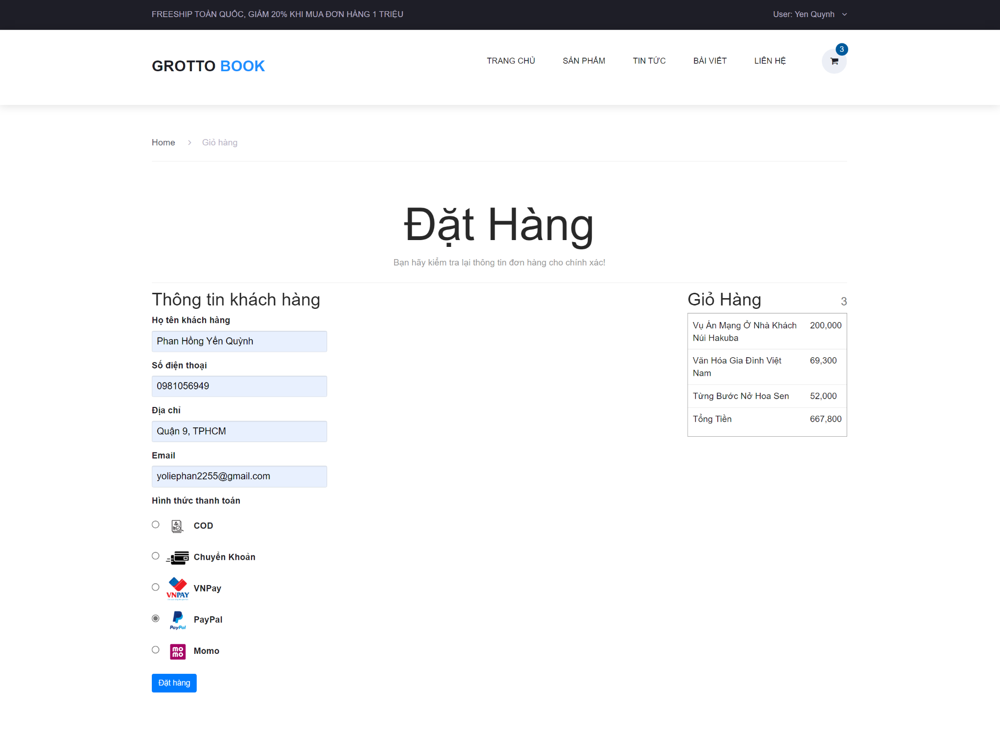 FREESHIP TOÀN QUỐC, GIẢM 20% KHI MUA ĐƠN HÀNG 1 TRIỆU
User: Yen Quynh
GROTTO BOOK
TRANG CHỦ
SẢN PHẨM
TIN TỨC
BÀI VIẾT
LIÊN HỆ
3
Home
Giỏ hàng
Đặt Hàng
Bạn hãy kiểm tra lại thông tin đơn hàng cho chính xác!
Thông tin khách hàng
Họ tên khách hàng
Phan Hồng Yến Quỳnh
Số điện thoại
0981056949
Địa chỉ
Quận 9, TPHCM
Email
yoliephan2255@gmail.com
Hình thức thanh toán
COD
Chuyển Khoản
VNPAY
VNPay
PayPal
PayPal
mo
mo
Momo
Đặt hàng
Giỏ Hàng
3
Vụ Án Mạng Ở Nhà Khách 200,000
Núi Hakuba
Văn Hóa Gia Đình Việt 69,300
Nam
Từng Bước Nở Hoa Sen 52,000
Tổng Tiền 667,800